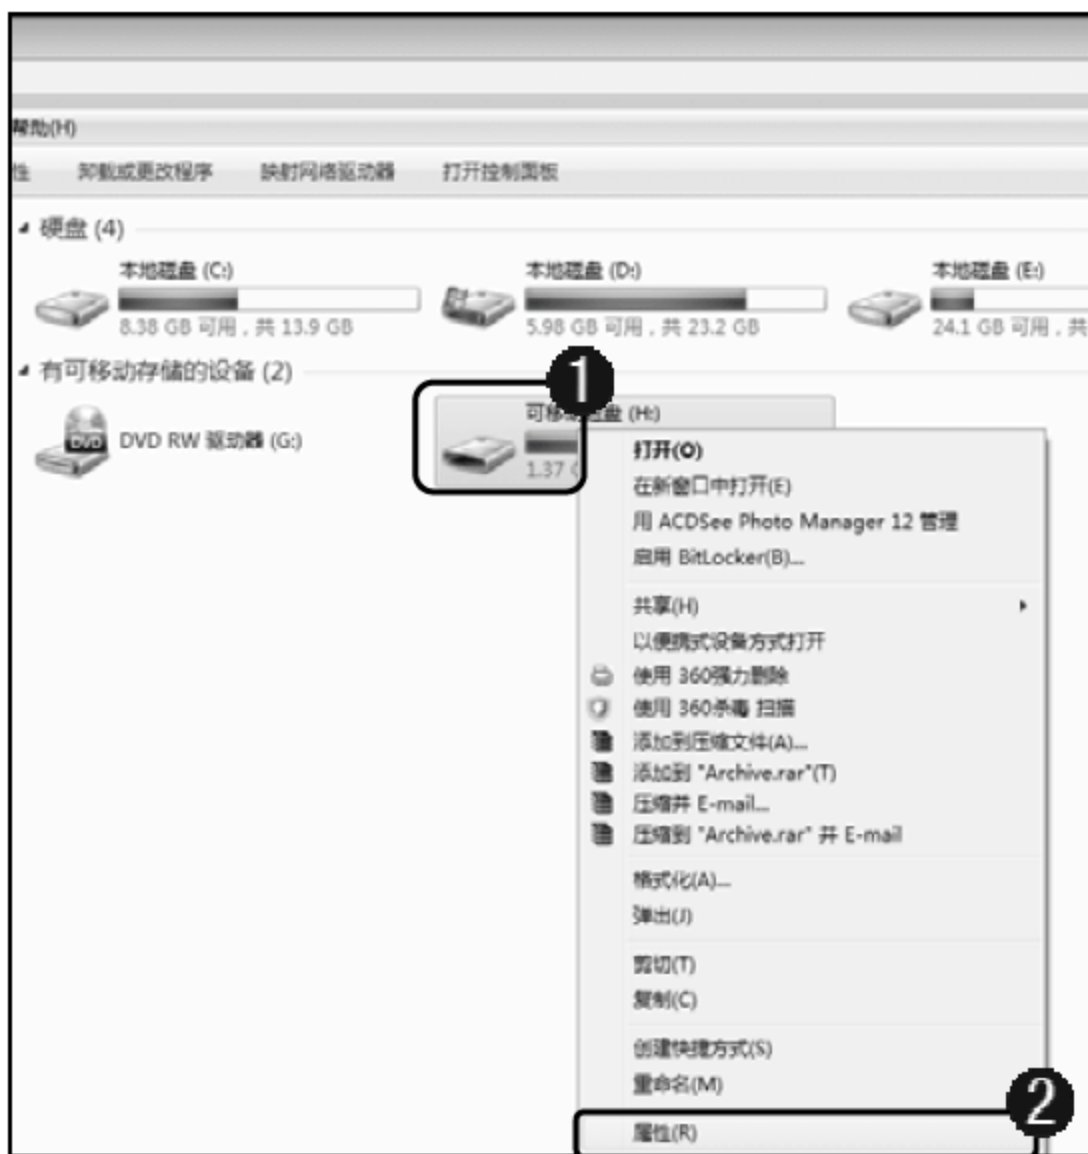 帮助(H)
性 卸载或更改程序 映射网络驱动器 打开控制面板
硬盘 (4)
本地磁盘 (C:) 本地磁盘 (D:) 本地磁盘 (E:)
8.38 GB 可用，共 13.9 GB 5.98 GB 可用，共 23.2 GB 24.1 GB 可用，共
有可移动存储的设备 (2)
1
可移 盘 (H:)
DVD
DVD RW 驱动器 (G:)
1.37
打开(O)
在新窗口中打开(E)
用 ACDSee Photo Manager 12 管理
启用 BitLocker(B)...
共享(H)
以便携式设备方式打开
使用 360强力删除
使用 360杀毒 扫描
添加到压缩文件(A)...
添加到 "Archive.rar"(T)
压缩并 E-mail...
压缩到 "Archive.rar" 并 E-mail
格式化(A)...
弹出(J)
剪切(T)
复制(C)
创建快捷方式(S)
重命名(M)
2
属性(R)